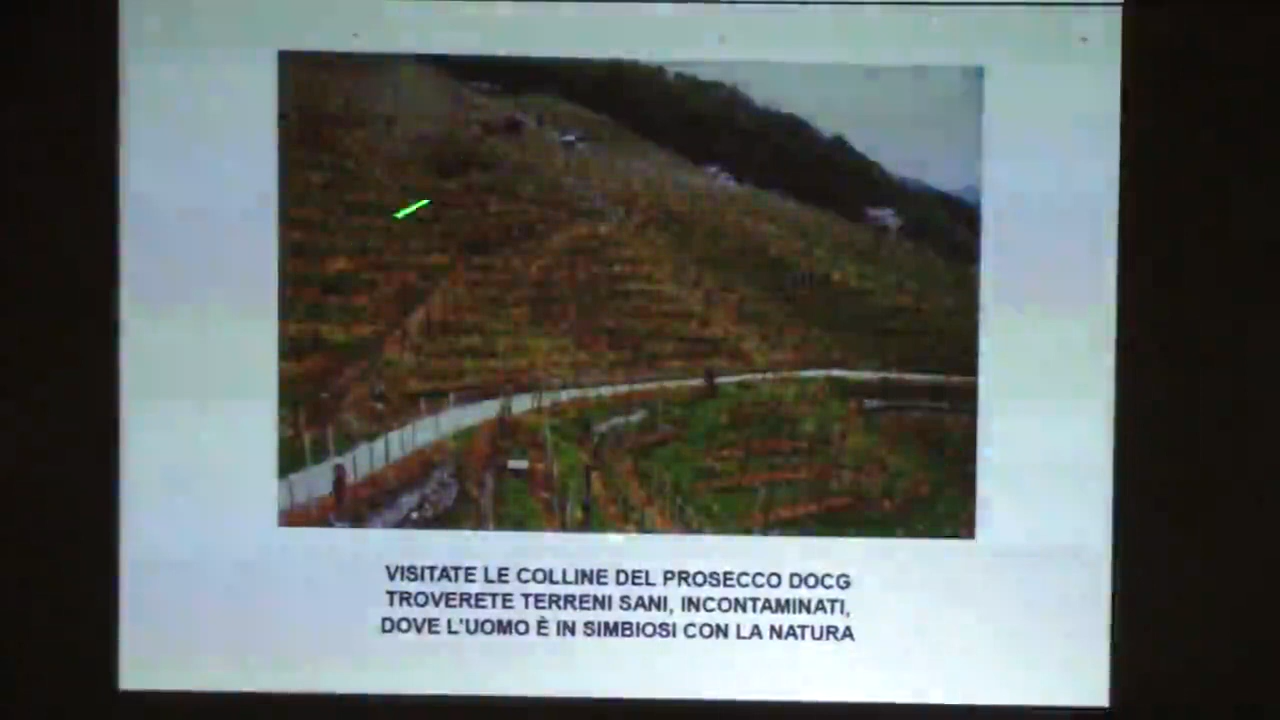 VISITATE LE COLLINE DEL PROSECCO DOCG
TROVERETE TERRENI SANI, INCONTAMINATI,
DOVE L'UOMO È IN SIMBIOSI CON LA NATURA